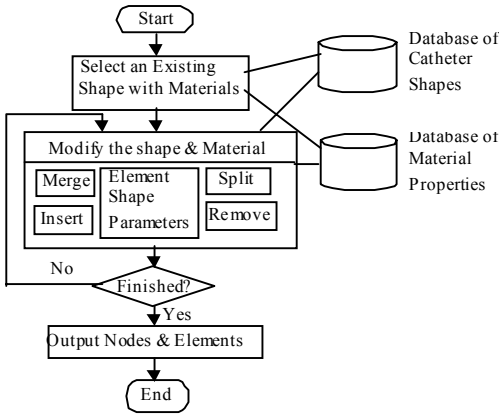 Start
Database of
Catheter
Shapes
Select an Existing
Shape with Materials
Database of
Material
Properties
Modify the shape & Material
Merge
Element
Shape
Parameters
Split
Insert
Remove
No
Finished?
Yes
Output Nodes & Elements
End